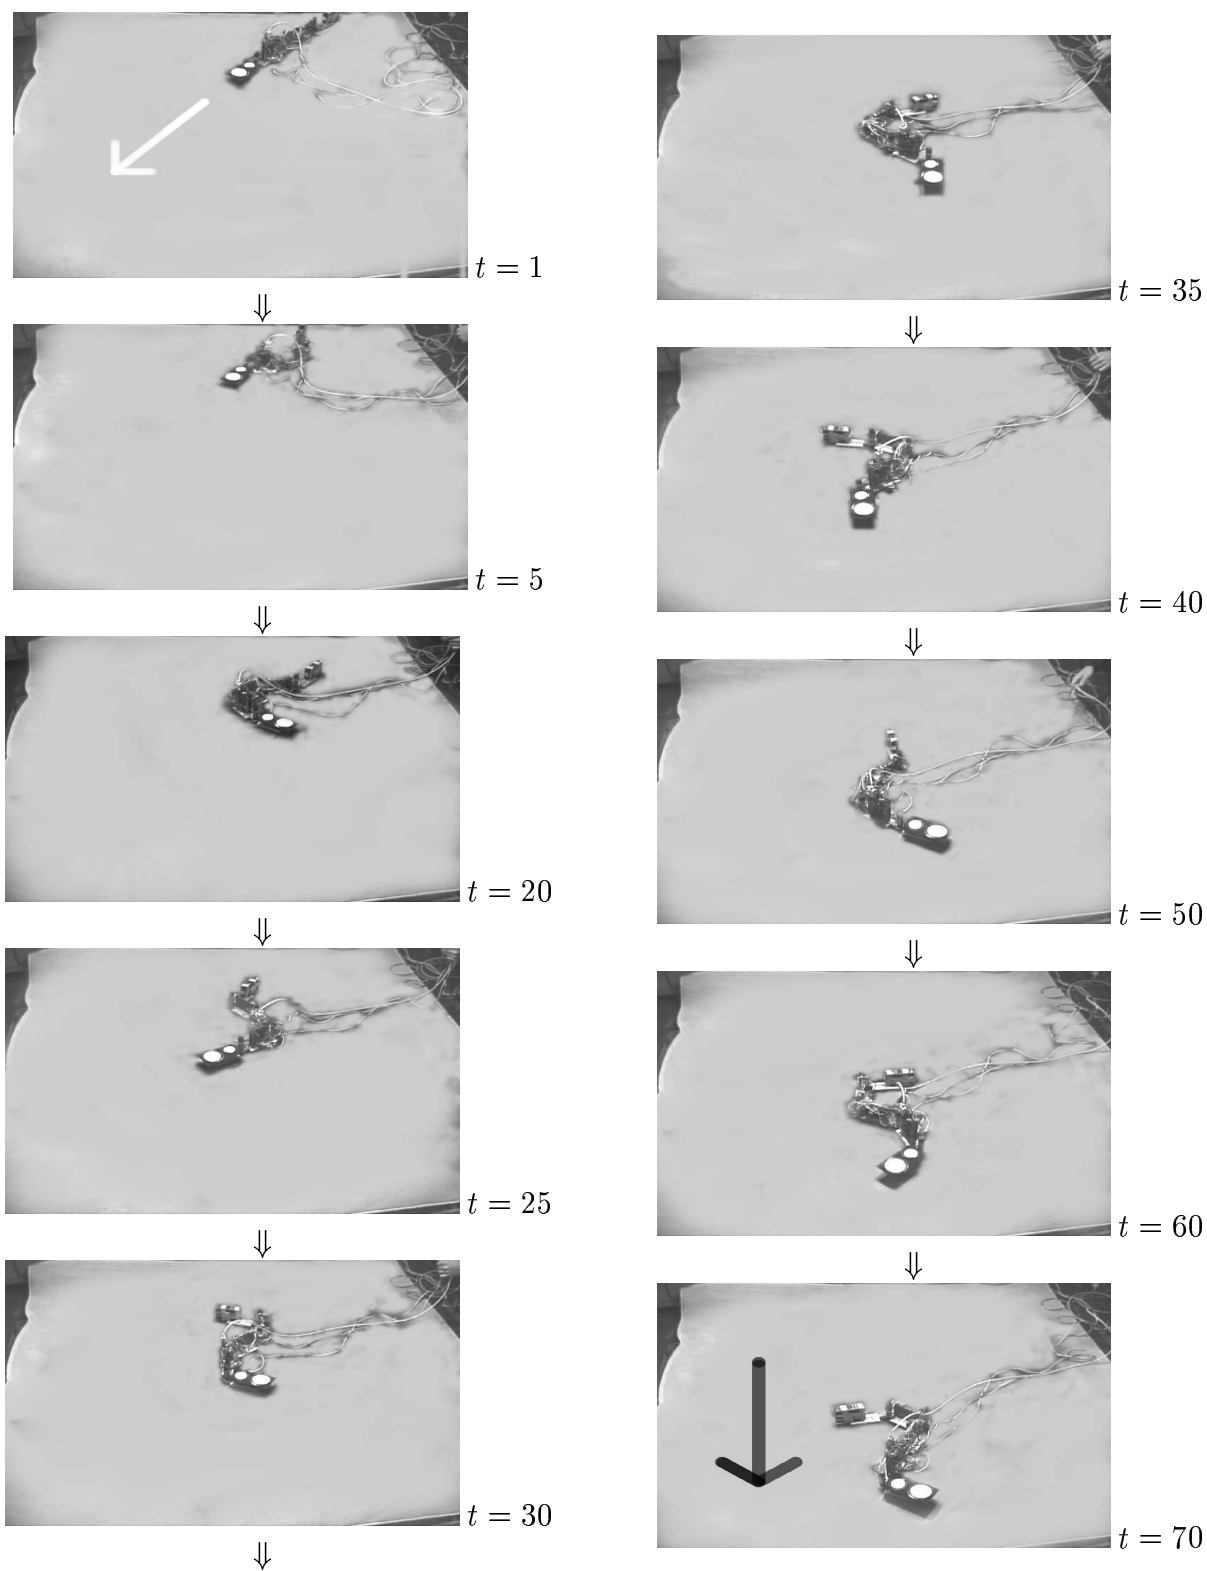 t = 1
⇓
t = 5
⇓
t = 20
⇓
t = 25
⇓
t = 30
⇓
t = 35
⇓
t = 40
⇓
t = 50
⇓
t = 60
⇓
t = 70